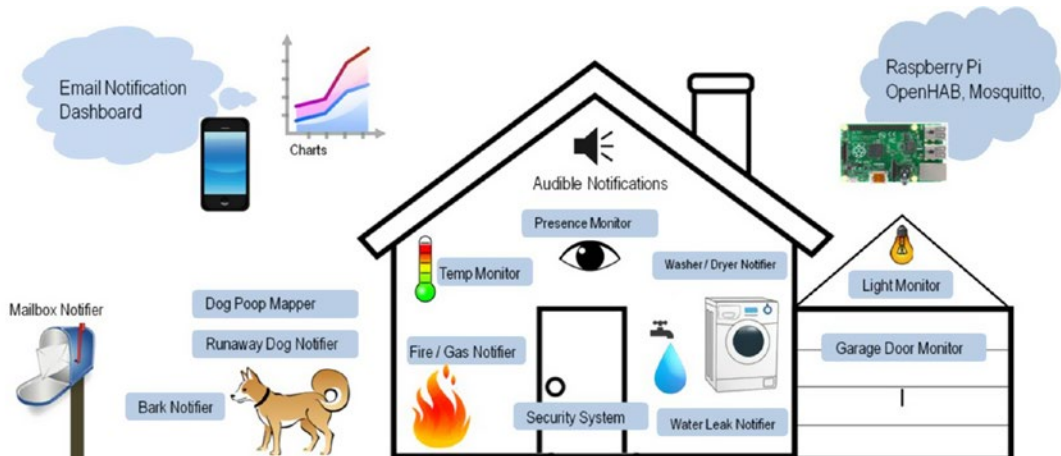 Email Notification
Dashboard
Charts
Raspberry Pi
OpenHAB, Mosquitto,
Audible Notifications
Presence Monitor
Temp Monitor
Washer / Dryer Notifier
Light Monitor
Mailbox Notifier
Dog Poop Mapper
Runaway Dog Notifier
Fire / Gas Notifier
Garage Door Monitor
Bark Notifier
Security System
Water Leak Notifier